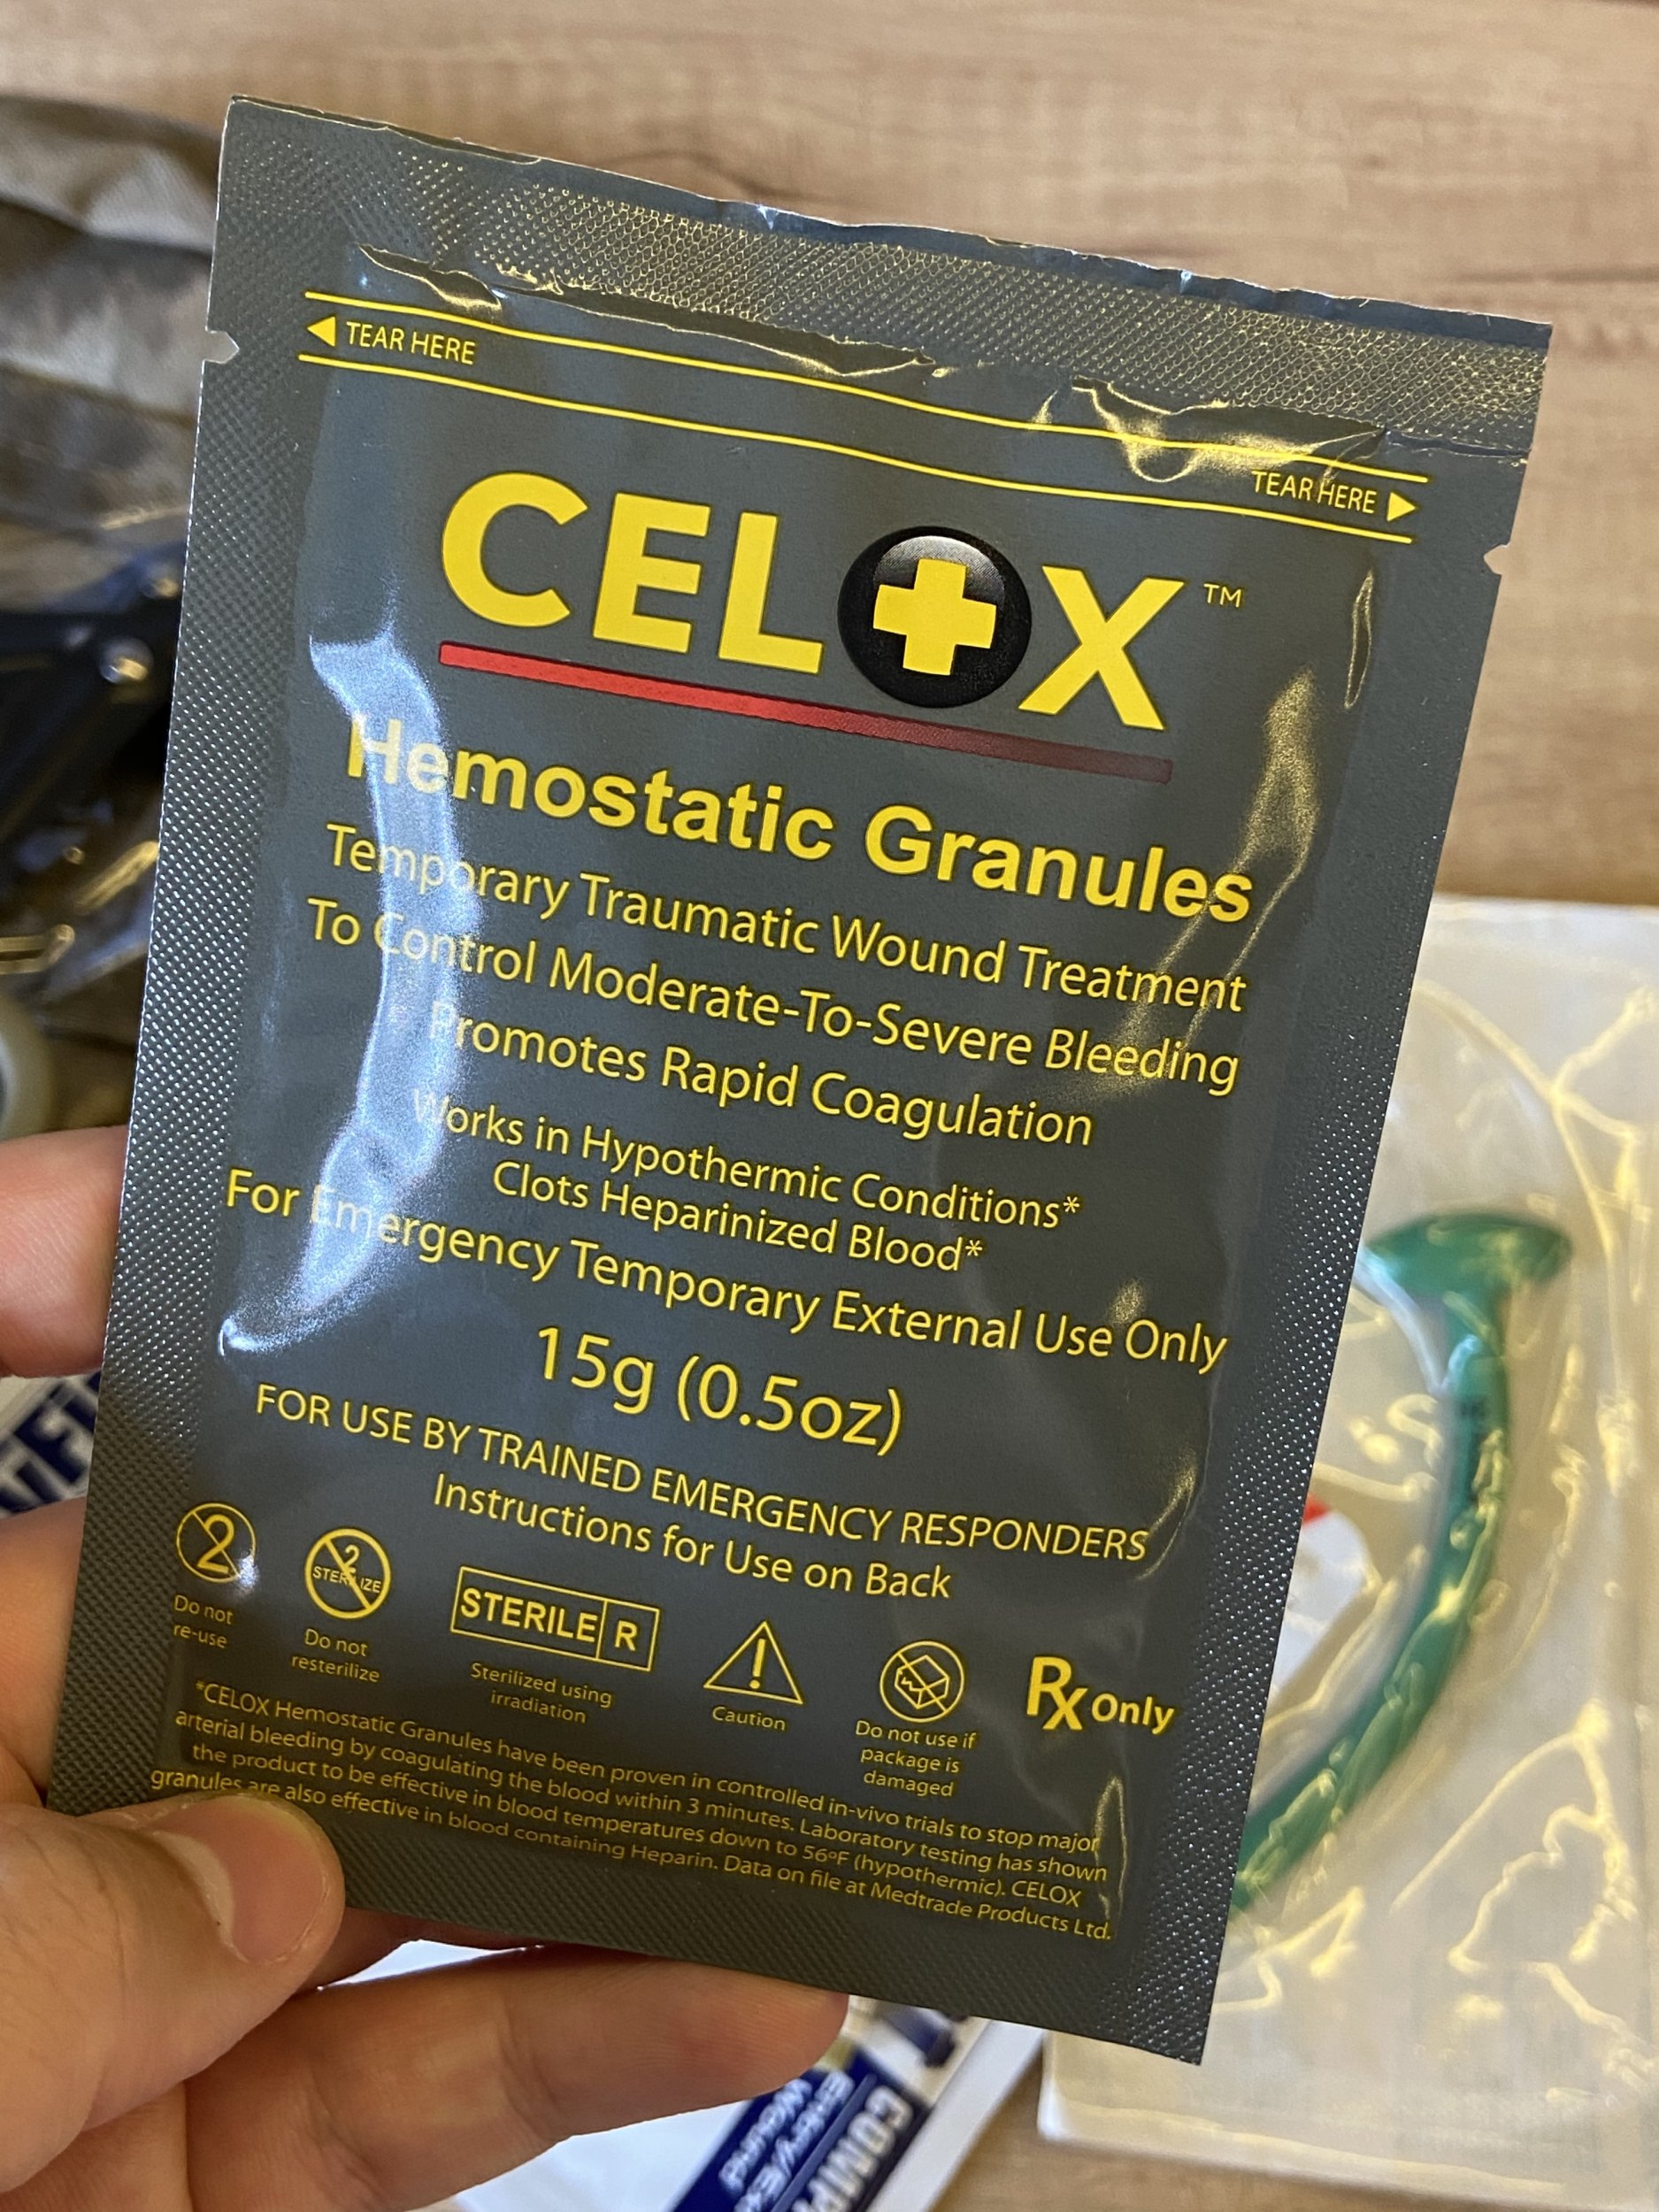 TEAR HERE
TEAR HERE
CELOX™
Hemostatic Granules
Temporary Traumatic Wound Treatment
To Control Moderate-To-Severe Bleeding
Promotes Rapid Coagulation
Works in Hypothermic Conditions*
Clots Heparinized Blood*
For Emergency Temporary External Use Only
15g (0.5oz)
FOR USE BY TRAINED EMERGENCY RESPONDERS
Instructions for Use on Back
2
Do not
re-use
2
STERILIZE
Do not
resterilize
STERILE R
Sterilized using
irradiation
!
Caution
Do not use if
package is
damaged
Rx Only
*CELOX Hemostatic Granules have been proven in controlled in-vivo trials to stop major
arterial bleeding by coagulating the blood within 3 minutes. Laboratory testing has shown
the product to be effective in blood temperatures down to 56ºF (hypothermic). CELOX
granules are also effective in blood containing Heparin. Data on file at Medtrade Products Ltd.